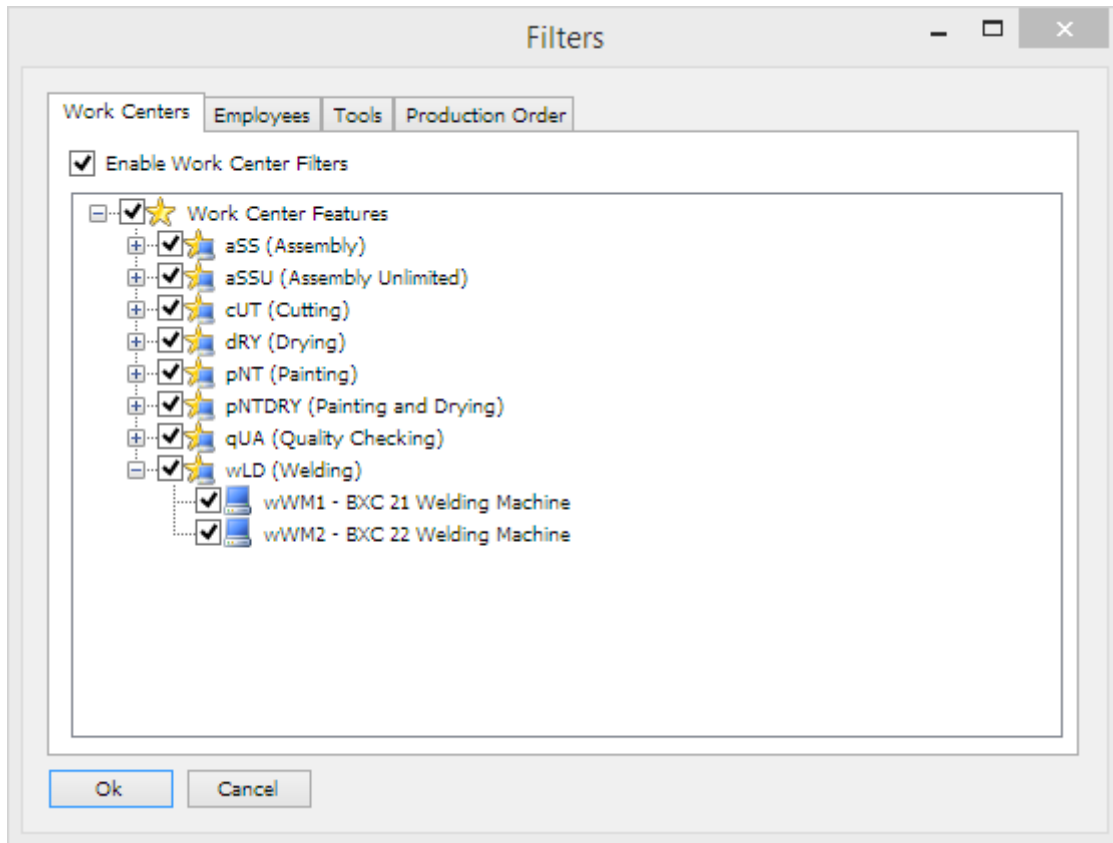 Filters
Work Centers Employees Tools Production Order
Enable Work Center Filters
Work Center Features
aSS (Assembly)
aSSU (Assembly Unlimited)
cUT (Cutting)
dRY (Drying)
pNT (Painting)
pNTDRY (Painting and Drying)
qUA (Quality Checking)
wLD (Welding)
wWM1 - BXC 21 Welding Machine
wWM2 - BXC 22 Welding Machine
Ok Cancel